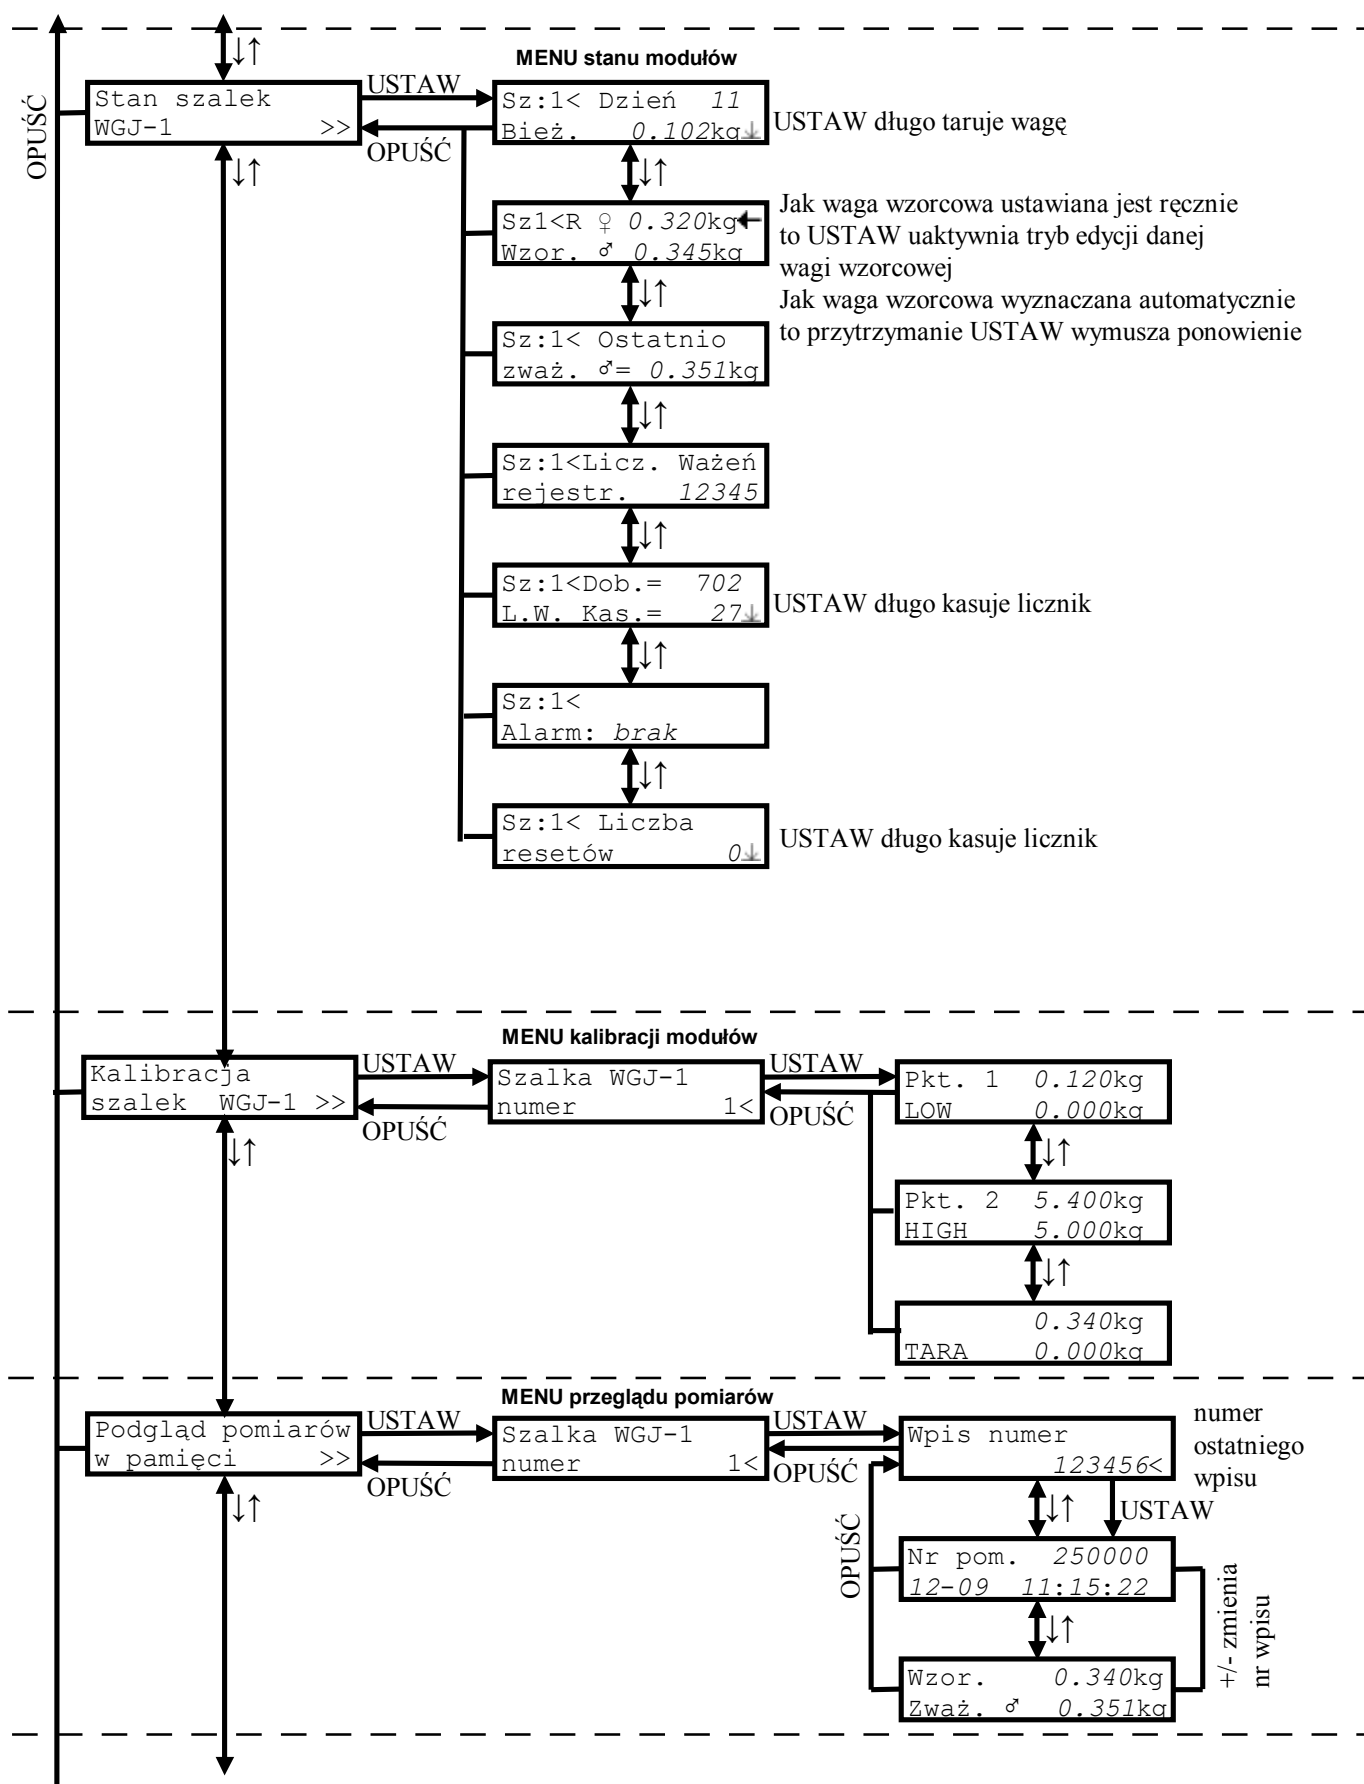 ↓↑
MENU stanu modułów
OPUŚĆ
Stan szalek
WGJ-1 >>
USTAW
OPUŚĆ
Sz:1< Dzień 11
Bież. 0.102kg
USTAW długo taruje wagę
↓↑
↓↑
Sz1<R ♀ 0.320kg
Wzor. ♂ 0.345kg
Jak waga wzorcowa ustawiana jest ręcznie
to USTAW uaktywnia tryb edycji danej
wagi wzorcowej
Jak waga wzorcowa wyznaczana automatycznie
to przytrzymanie USTAW wymusza ponowienie
↓↑
Sz:1< Ostatnio
zważ. ♂= 0.351kg
↓↑
Sz:1<Licz. Ważeń
rejestr. 12345
↓↑
Sz:1<Dob.= 702
L.W. Kas.= 27
USTAW długo kasuje licznik
↓↑
Sz:1<
Alarm: brak
↓↑
Sz:1< Liczba
resetów 0
USTAW długo kasuje licznik
MENU kalibracji modułów
Kalibracja
szalek WGJ-1 >>
USTAW
OPUŚĆ
Szalka WGJ-1
numer 1<
USTAW
OPUŚĆ
Pkt. 1 0.120kg
LOW 0.000kg
↓↑
↓↑
Pkt. 2 5.400kg
HIGH 5.000kg
↓↑
0.340kg
TARA 0.000kg
MENU przeglądu pomiarów
Podgląd pomiarów
w pamięci >>
USTAW
OPUŚĆ
Szalka WGJ-1
numer 1<
USTAW
OPUŚĆ
Wpis numer
123456<
numer
ostatniego
wpisu
↓↑
↓↑
USTAW
OPUŚĆ
Nr pom. 250000
12-09 11:15:22
+/- zmienia
nr wpisu
↓↑
Wzor. 0.340kg
Zważ. ♂ 0.351kg